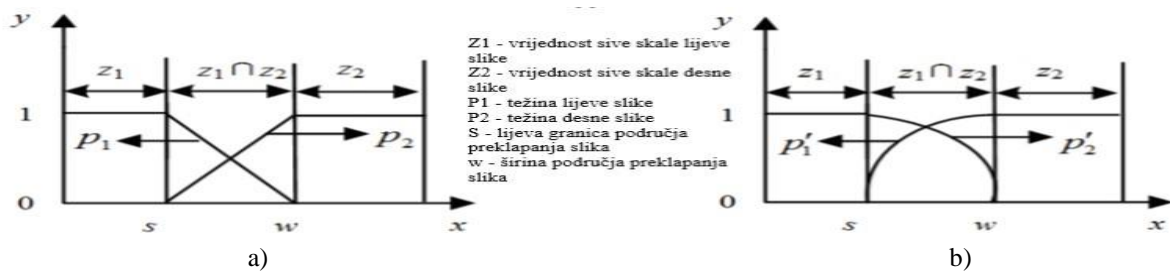 y
z₁
z₁ ∩ z₂
z₂
1
p₁
p₂
0
s
w
x
a)
Z1 - vrijednost sive skale lijeve
slike
Z2 - vrijednost sive skale desne
slike
P1 - težina lijeve slike
P2 - težina desne slike
S - lijeva granica područja
preklapanja slika
w - širina područja preklapanja
slika
y
z₁
z₁ ∩ z₂
z₂
1
p′₁
p′₂
0
s
w
x
b)